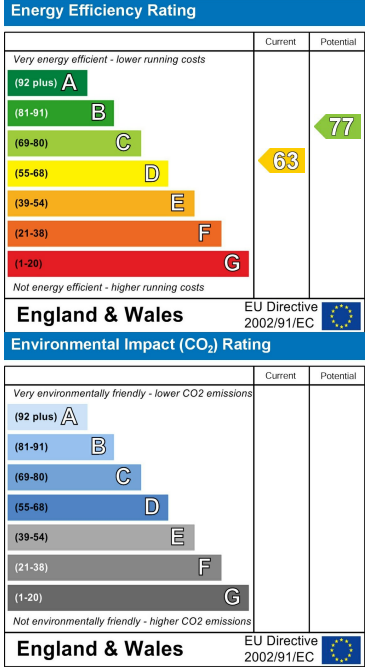 Energy Efficiency Rating
Current Potential
Very energy efficient - lower running costs
(92 plus) A
(81-91) B
77
(69-80) C
63
(55-68) D
(39-54) E
(21-38) F
(1-20) G
Not energy efficient - higher running costs
England & Wales
EU Directive
2002/91/EC
Environmental Impact (CO₂) Rating
Current Potential
Very environmentally friendly - lower CO2 emissions
(92 plus) A
(81-91) B
(69-80) C
(55-68) D
(39-54) E
(21-38) F
(1-20) G
Not environmentally friendly - higher CO2 emissions
England & Wales
EU Directive
2002/91/EC